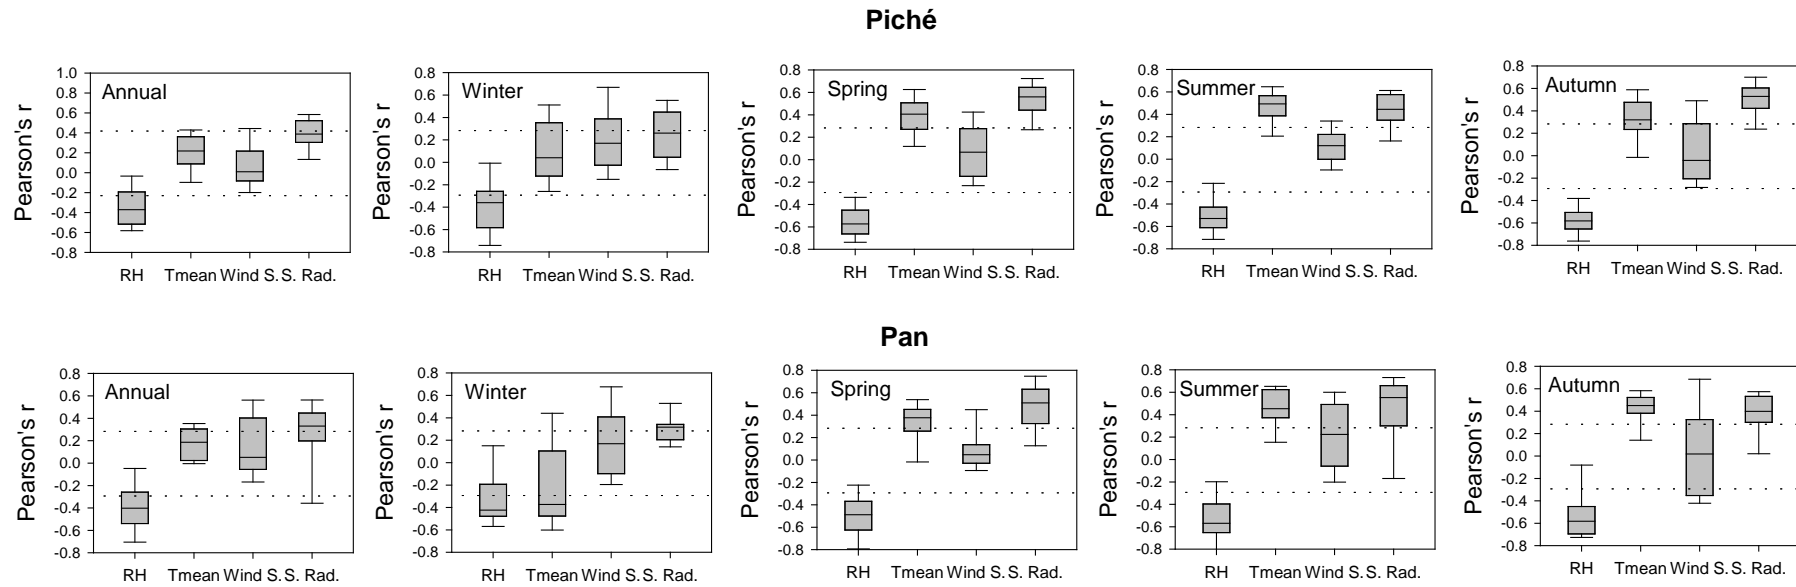 Piché
Pearson's r
1.0
0.8
0.6
0.4
0.2
0.0
-0.2
-0.4
-0.6
-0.8
Annual
RH Tmean Wind S. S. Rad.
0.8
0.6
0.4
0.2
0.0
-0.2
-0.4
-0.6
-0.8
Winter
Pearson's r
RH Tmean Wind S. S. Rad.
0.8
0.6
0.4
0.2
0.0
-0.2
-0.4
-0.6
-0.8
Spring
Pearson's r
RH Tmean Wind S. S. Rad.
0.8
0.6
0.4
0.2
0.0
-0.2
-0.4
-0.6
-0.8
Summer
Pearson's r
RH Tmean Wind S. S. Rad.
0.8
0.6
0.4
0.2
0.0
-0.2
-0.4
-0.6
-0.8
Autumn
Pearson's r
RH Tmean Wind S. S. Rad.
Pan
Pearson's r
0.8
0.6
0.4
0.2
0.0
-0.2
-0.4
-0.6
-0.8
Annual
RH Tmean Wind S. S. Rad.
Pearson's r
0.8
0.6
0.4
0.2
0.0
-0.2
-0.4
-0.6
-0.8
Winter
RH Tmean Wind S. S. Rad.
Pearson's r
0.8
0.6
0.4
0.2
0.0
-0.2
-0.4
-0.6
-0.8
Spring
RH Tmean Wind S. S. Rad.
Pearson's r
0.8
0.6
0.4
0.2
0.0
-0.2
-0.4
-0.6
-0.8
Summer
RH Tmean Wind S. S. Rad.
Pearson's r
0.8
0.6
0.4
0.2
0.0
-0.2
-0.4
-0.6
-0.8
Autumn
RH Tmean Wind S. S. Rad.